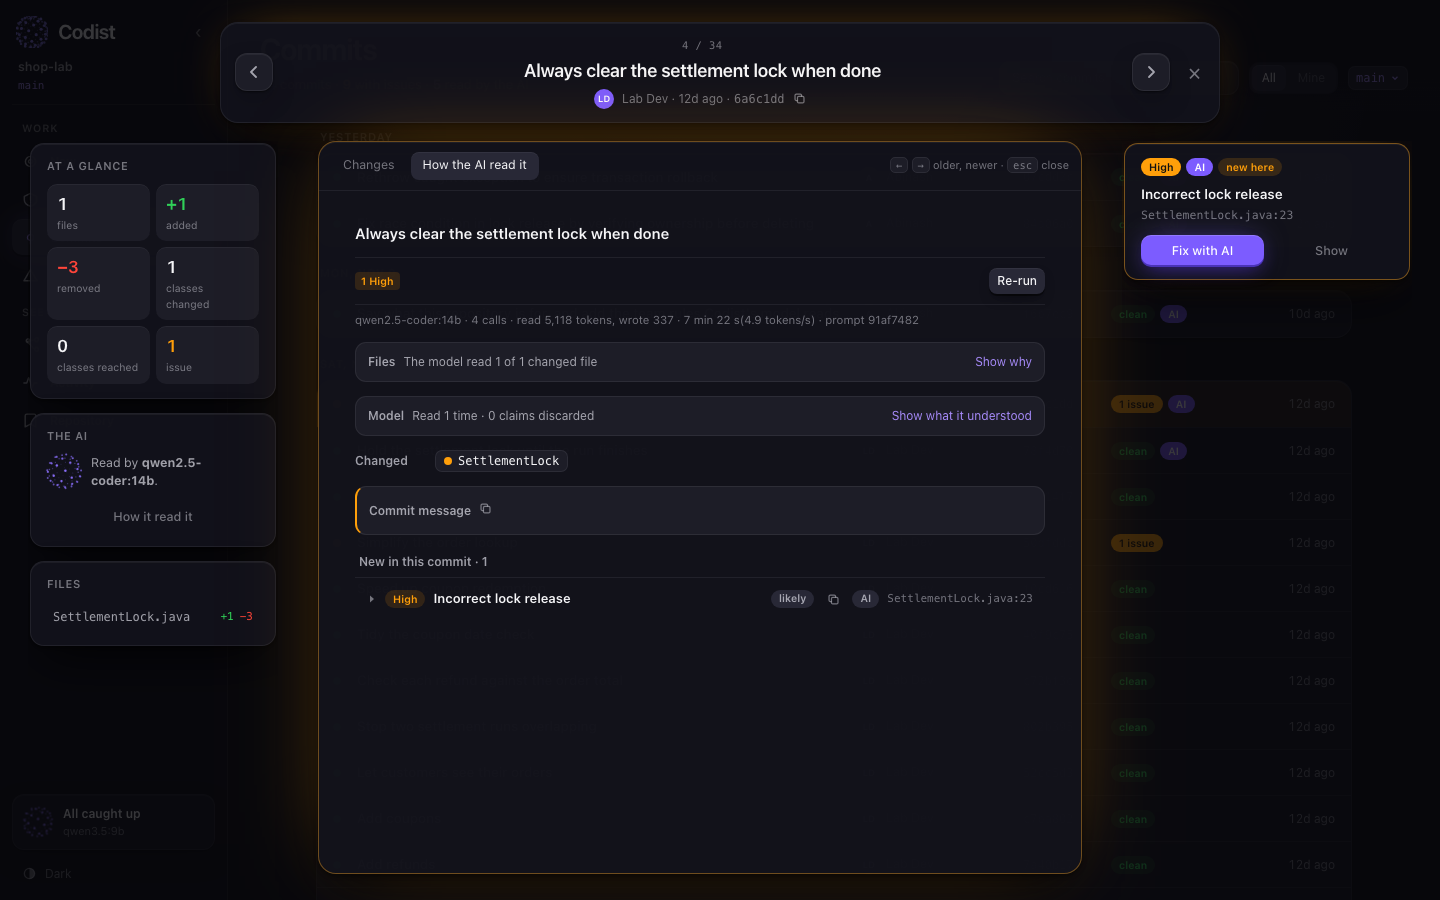 Codist
shop-lab
main
WORK
Commits
4 / 34
Always clear the settlement lock when done
LD Lab Dev · 12d ago · 6a6c1dd
All Mine
main
YESTERDAY
AT A GLANCE
1
files
+1
added
−3
removed
1
classes
changed
0
classes reached
1
issue
THE AI
Read by qwen2.5-
coder:14b.
How it read it
FILES
SettlementLock.java +1 −3
All caught up
qwen3.5:9b
Dark
Changes How the AI read it
← → older, newer · esc close
Always clear the settlement lock when done
1 High
Re-run
qwen2.5-coder:14b · 4 calls · read 5,118 tokens, wrote 337 · 7 min 22 s(4.9 tokens/s) · prompt 91af7482
Files The model read 1 of 1 changed file Show why
Model Read 1 time · 0 claims discarded Show what it understood
Changed SettlementLock
Commit message
New in this commit · 1
High Incorrect lock release likely AI SettlementLock.java:23
High AI new here
Incorrect lock release
SettlementLock.java:23
Fix with AI Show
clean AI 10d ago
1 issue AI 12d ago
clean AI 12d ago
clean 12d ago
1 issue 12d ago
clean 12d ago
clean 12d ago
clean 12d ago
clean 12d ago
clean 12d ago
clean 12d ago
clean 12d ago